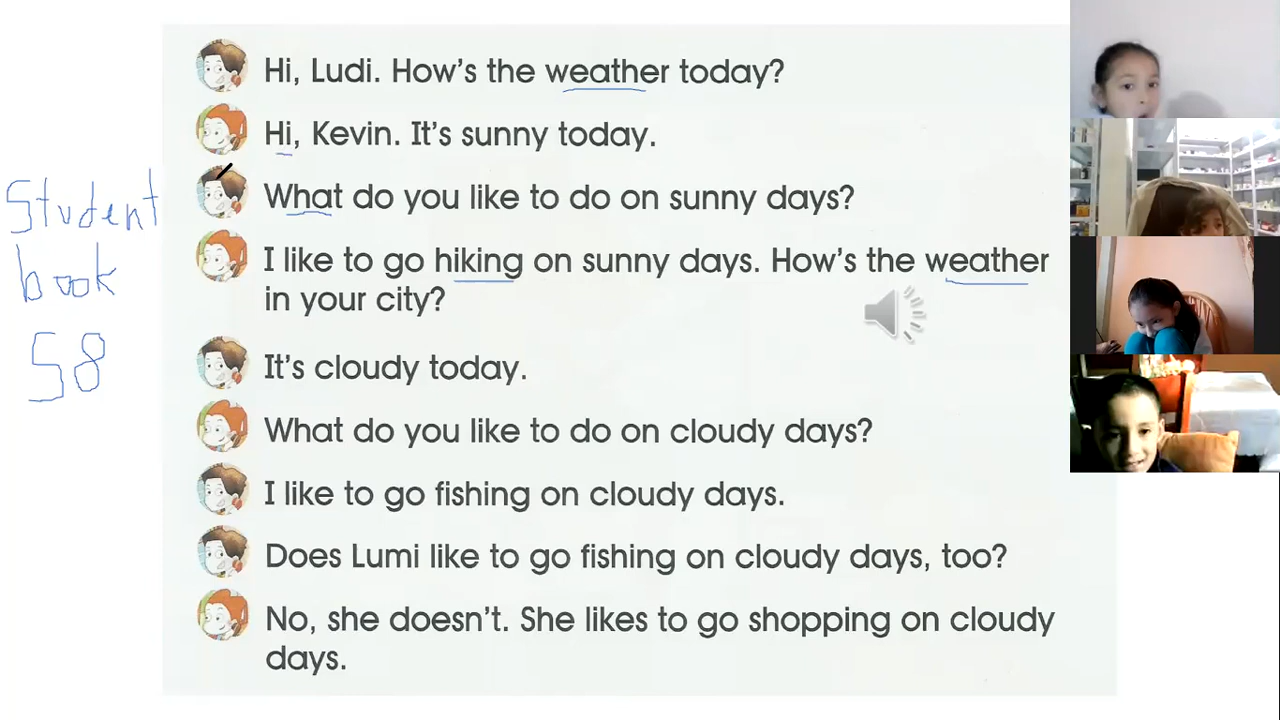 Hi, Ludi. How's the weather today?
Hi, Kevin. It's sunny today.
What do you like to do on sunny days?
I like to go hiking on sunny days. How's the weather
in your city?
It's cloudy today.
What do you like to do on cloudy days?
I like to go fishing on cloudy days.
Does Lumi like to go fishing on cloudy days, too?
No, she doesn't. She likes to go shopping on cloudy
days.
Student
book
58